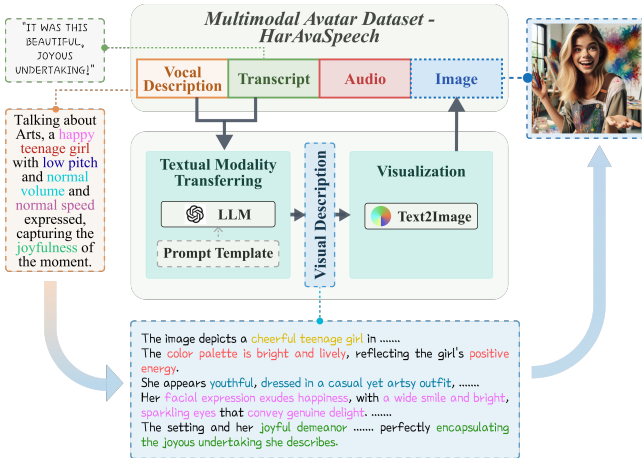 Multimodal Avatar Dataset -
HarAvaSpeech
"IT WAS THIS
BEAUTIFUL,
JOYOUS
UNDERTAKING!"
Vocal
Description
Transcript
Audio
Image
Talking about
Arts, a happy
teenage girl
with low pitch
and normal
volume and
normal speed
expressed,
capturing the
joyfulness of
the moment.
Textual Modality
Transferring
LLM
Prompt Template
Visual Description
Visualization
Text2Image
The image depicts a cheerful teenage girl in .......
The color palette is bright and lively, reflecting the girl's positive
energy.
She appears youthful, dressed in a casual yet artsy outfit, .......
Her facial expression exudes happiness, with a wide smile and bright,
sparkling eyes that convey genuine delight. .......
The setting and her joyful demeanor ....... perfectly encapsulating
the joyous undertaking she describes.